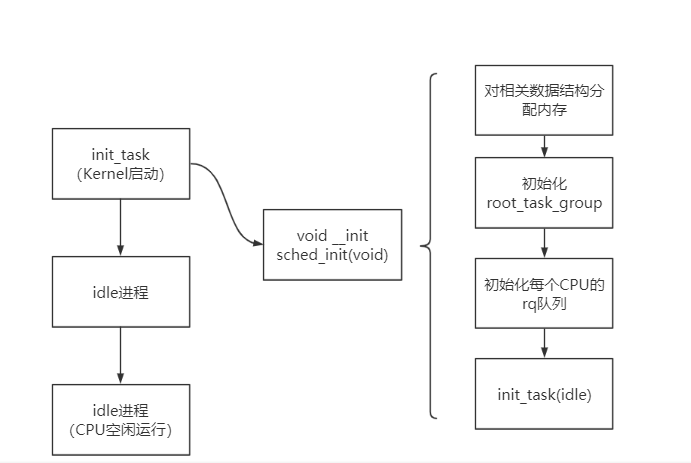 init_task
（Kernel启动）
idle进程
idle进程
（CPU空闲运行）
void __init
sched_init(void)
对相关数据结构分
配内存
初始化
root_task_group
初始化每个CPU的
rq队列
init_task(idle)